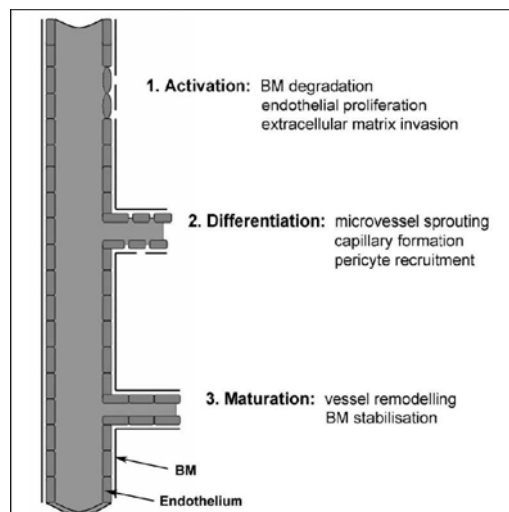 1. Activation: BM degradation
endothelial proliferation
extracellular matrix invasion
2. Differentiation: microvessel sprouting
capillary formation
pericyte recruitment
3. Maturation: vessel remodelling
BM stabilisation
BM
Endothelium